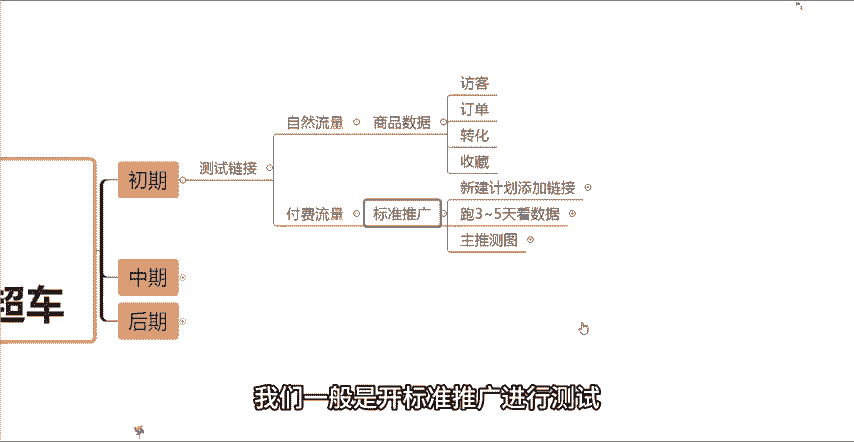 超车
初期
测试链接
自然流量
商品数据
访客
订单
转化
收藏
付费流量
标准推广
新建计划添加链接
跑3~5天看数据
主推测图
中期
后期
我们一般是开标准推广进行测试